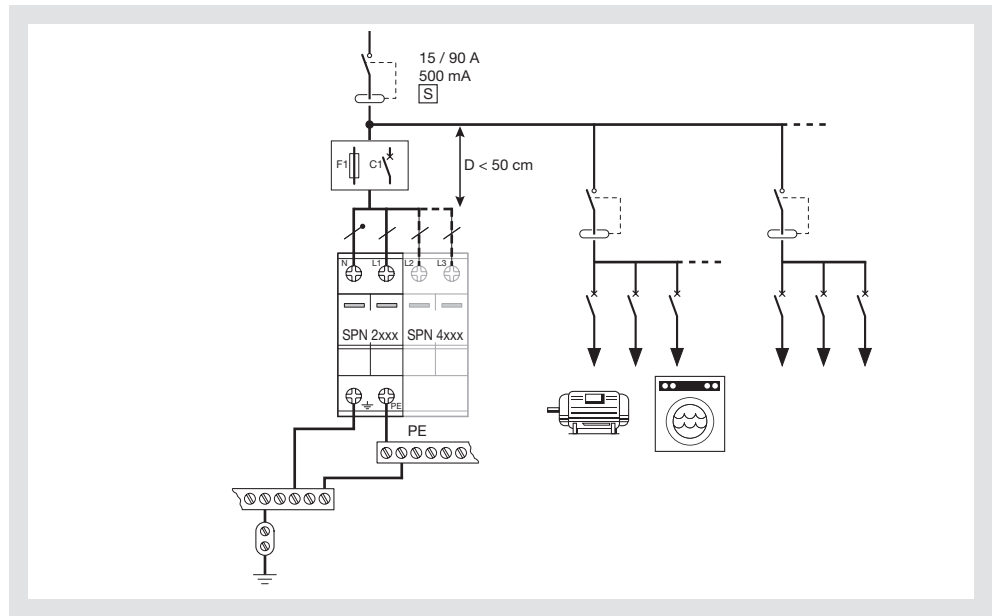 15 / 90 A
500 mA
S
F1 C1
D < 50 cm
N L1 L2 L3
SPN 2xxx SPN 4xxx
PE
PE